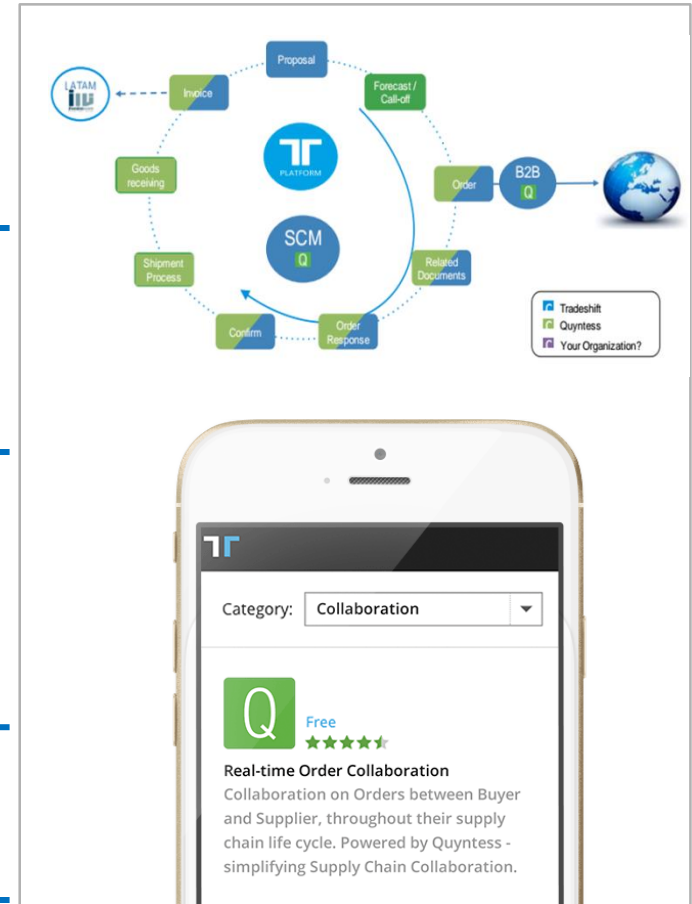 Proposal
Forecast /
Call-off
Invoice
LATAM
PLATFORM
Goods
receiving
Order
B2B
Q
SCM
Q
Shipment
Process
Related
Documents
Confirm
Order
Response
Tradeshift
Quyntess
Your Organization?
Category:
Collaboration
Q
Free
Real-time Order Collaboration
Collaboration on Orders between Buyer
and Supplier, throughout their supply
chain life cycle. Powered by Quyntess -
simplifying Supply Chain Collaboration.